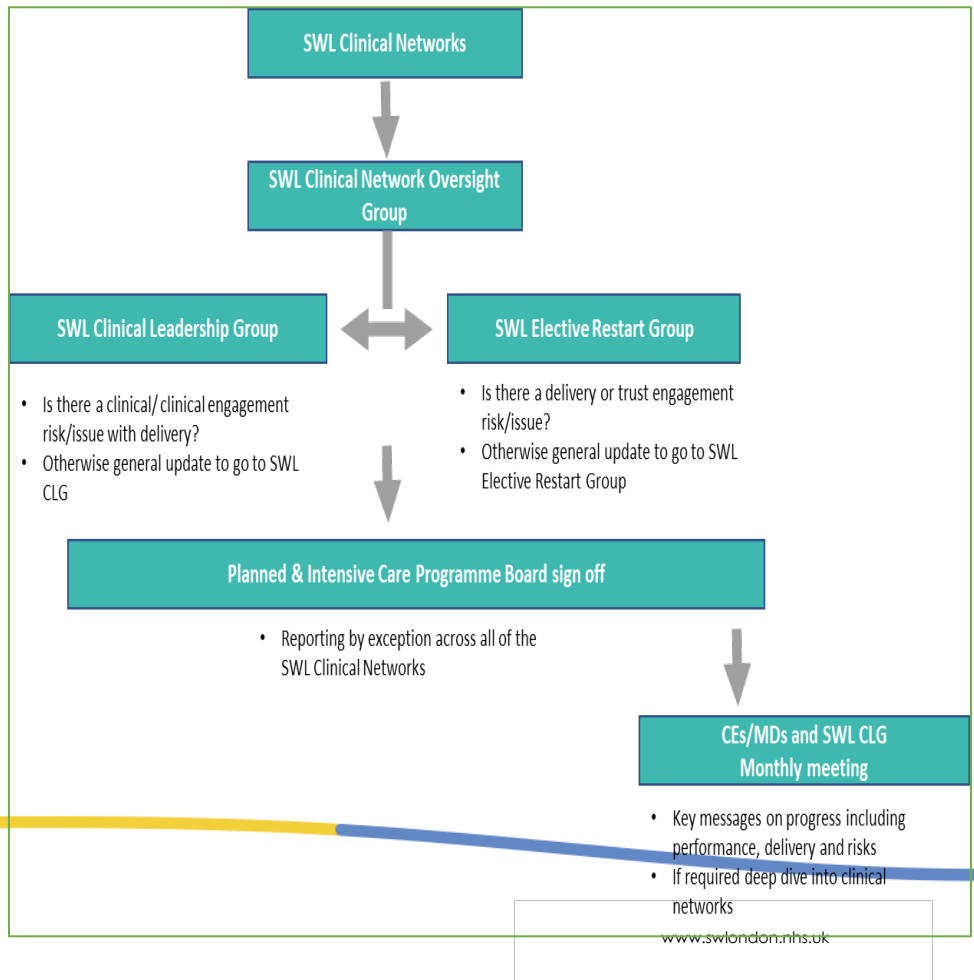 SWL Clinical Networks
SWL Clinical Network Oversight
Group
SWL Clinical Leadership Group
SWL Elective Restart Group
• Is there a clinical/ clinical engagement
risk/issue with delivery?
• Otherwise general update to go to SWL
CLG
• Is there a delivery or trust engagement
risk/issue?
• Otherwise general update to go to SWL
Elective Restart Group
Planned & Intensive Care Programme Board sign off
• Reporting by exception across all of the
SWL Clinical Networks
CEs/MDs and SWL CLG
Monthly meeting
• Key messages on progress including
performance, delivery and risks
• If required deep dive into clinical
networks
www.swlondon.nhs.uk